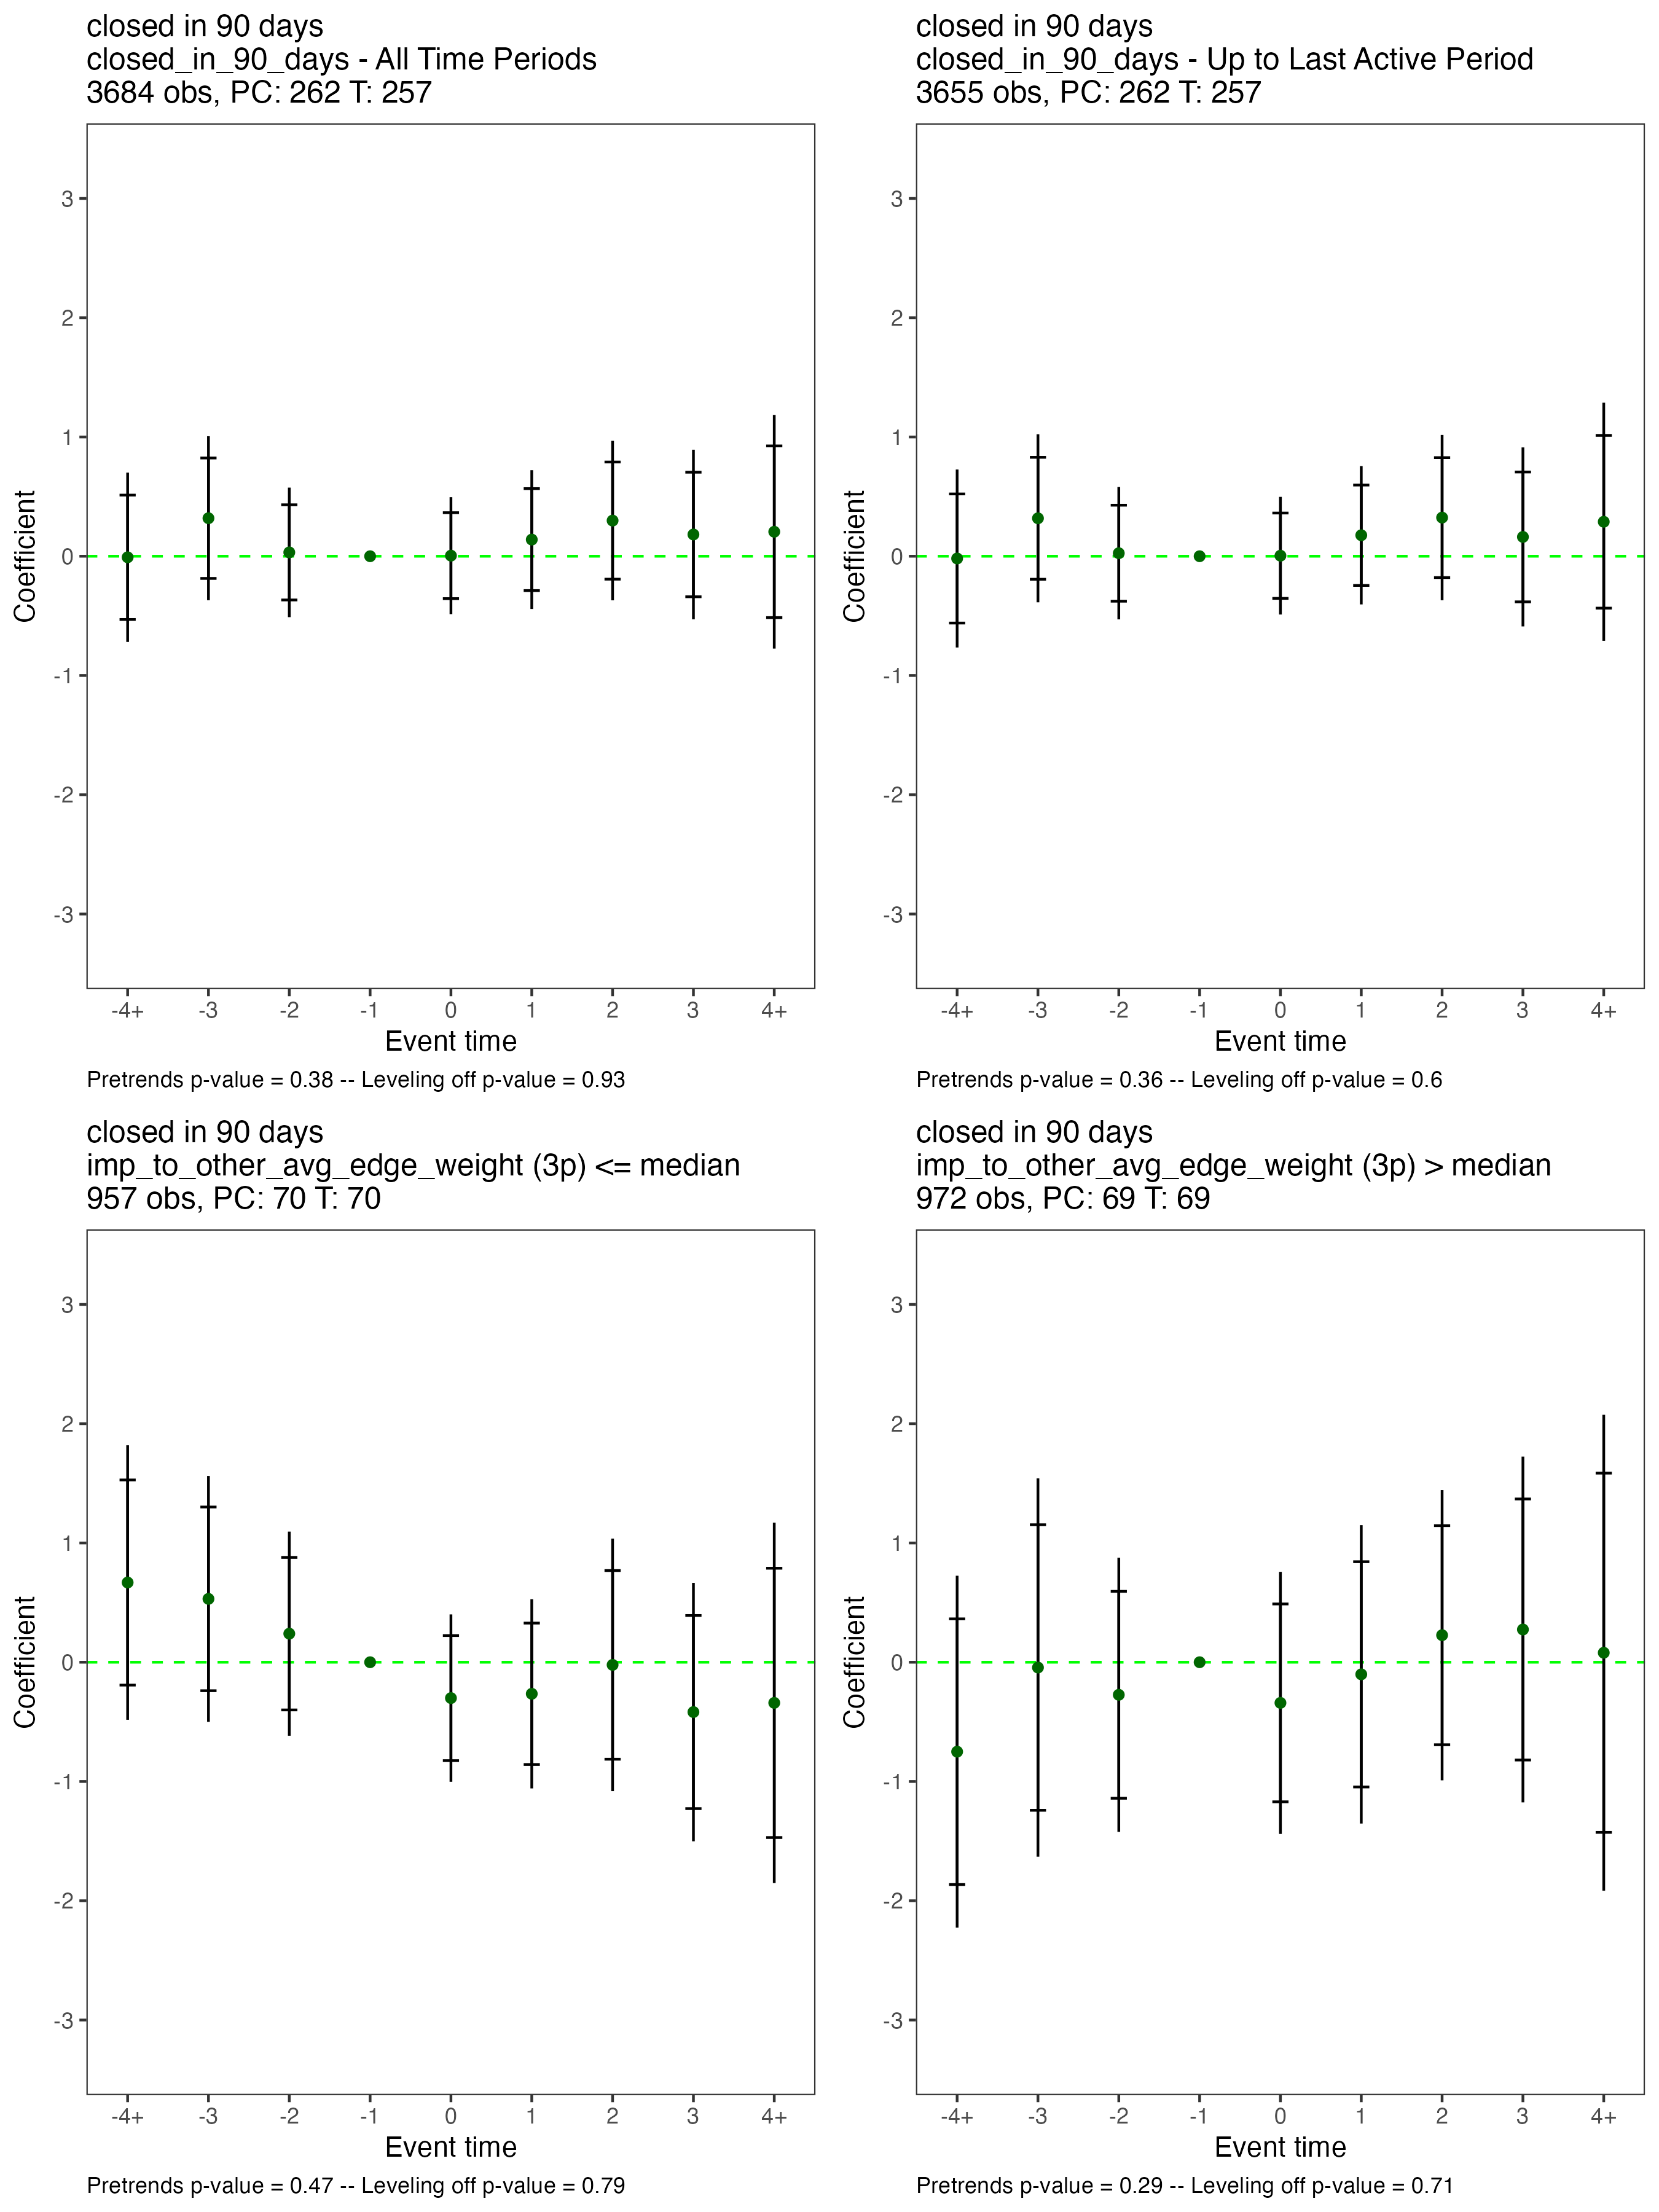 closed in 90 days
closed_in_90_days - All Time Periods
3684 obs, PC: 262 T: 257
3
2
1
0
-1
-2
-3
Coefficient
-4+ -3 -2 -1 0 1 2 3 4+
Event time
Pretrends p-value = 0.38 -- Leveling off p-value = 0.93
closed in 90 days
closed_in_90_days - Up to Last Active Period
3655 obs, PC: 262 T: 257
3
2
1
0
-1
-2
-3
Coefficient
-4+ -3 -2 -1 0 1 2 3 4+
Event time
Pretrends p-value = 0.36 -- Leveling off p-value = 0.6
closed in 90 days
imp_to_other_avg_edge_weight (3p) <= median
957 obs, PC: 70 T: 70
3
2
1
0
-1
-2
-3
Coefficient
-4+ -3 -2 -1 0 1 2 3 4+
Event time
Pretrends p-value = 0.47 -- Leveling off p-value = 0.79
closed in 90 days
imp_to_other_avg_edge_weight (3p) > median
972 obs, PC: 69 T: 69
3
2
1
0
-1
-2
-3
Coefficient
-4+ -3 -2 -1 0 1 2 3 4+
Event time
Pretrends p-value = 0.29 -- Leveling off p-value = 0.71